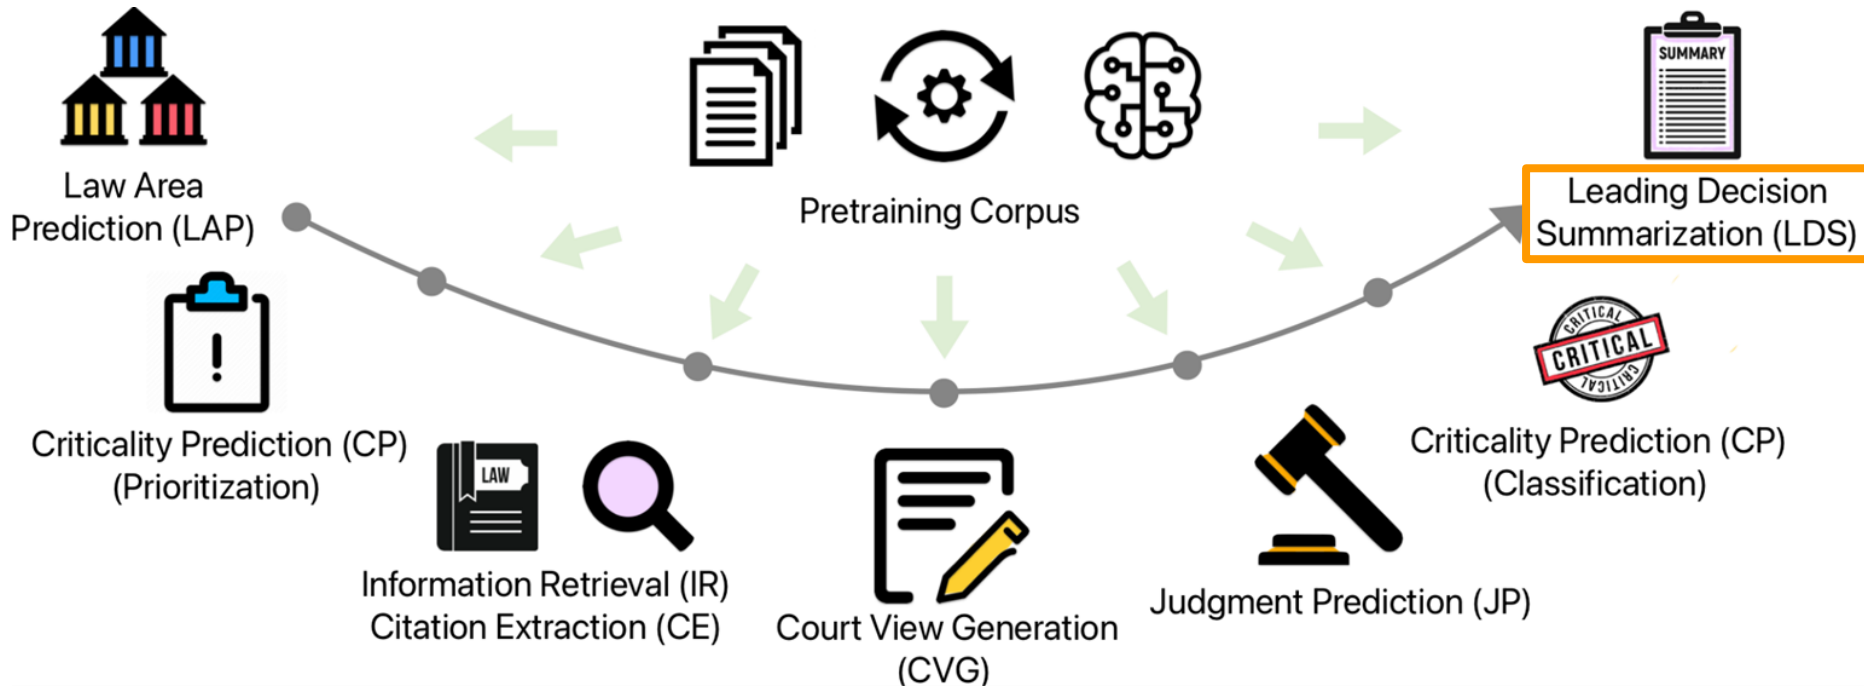 SUMMARY
Law Area
Prediction (LAP)
Pretraining Corpus
Leading Decision
Summarization (LDS)
Criticality Prediction (CP)
(Prioritization)
LAW
Information Retrieval (IR)
Citation Extraction (CE)
Court View Generation
(CVG)
Judgment Prediction (JP)
CRITICAL
CRITICAL
CRITICAL
Criticality Prediction (CP)
(Classification)